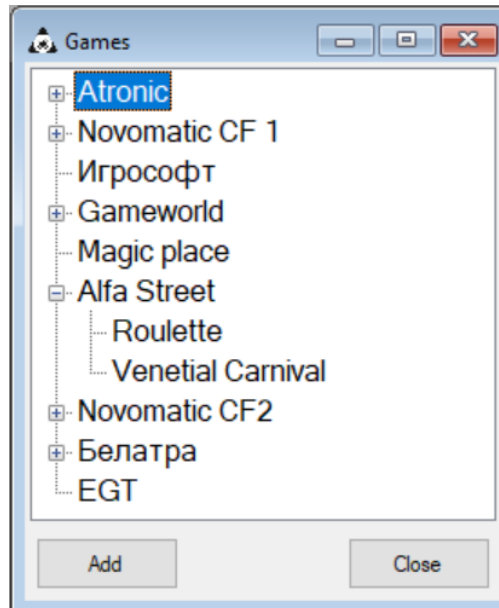 Games
Atronic
Novomatic CF 1
Игрософт
Gameworld
Magic place
Alfa Street
Roulette
Venetial Carnival
Novomatic CF2
Белатра
EGT
Add
Close